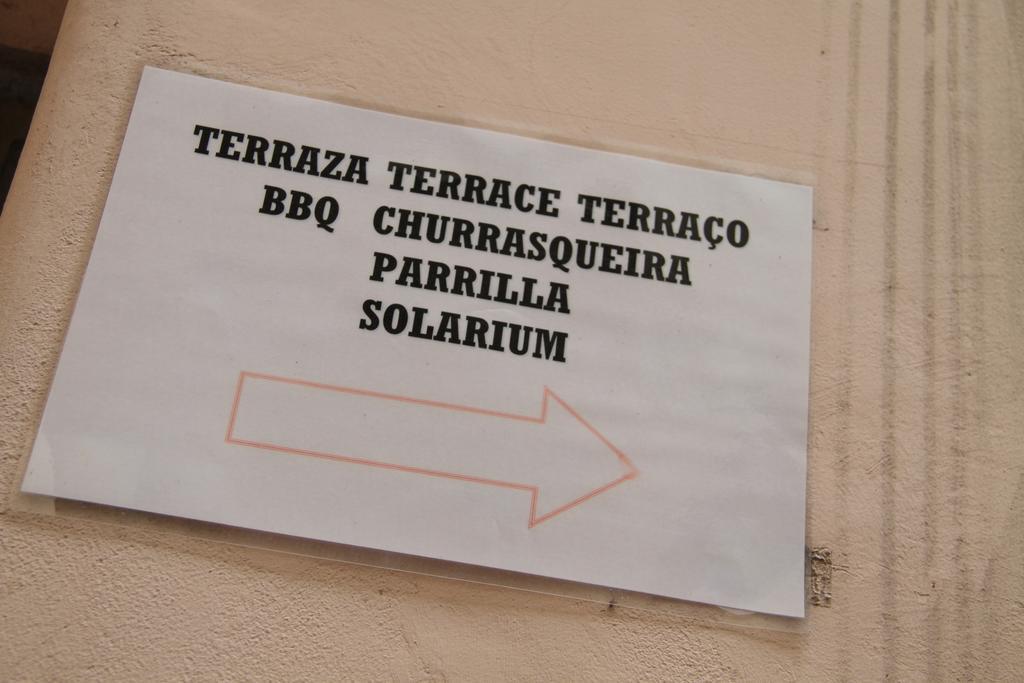 TERRAZA TERRACE TERRAÇO
BBQ CHURRASQUEIRA
PARRILLA
SOLARIUM